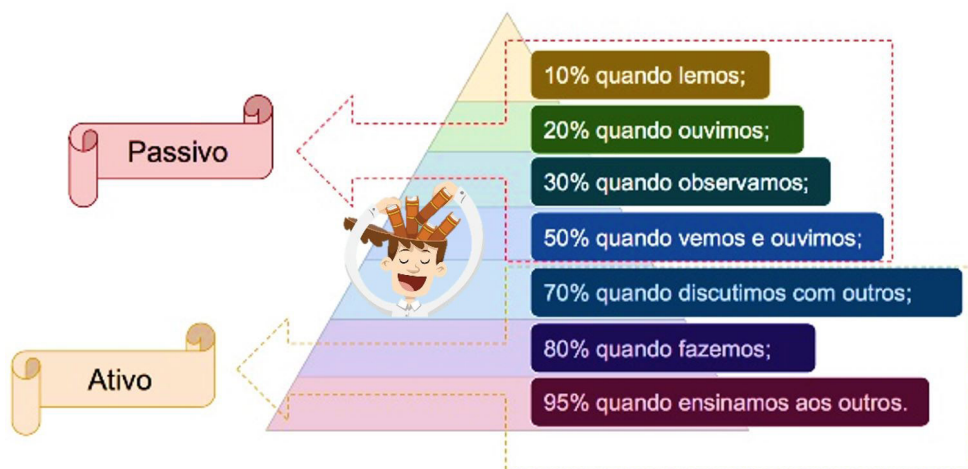 10% quando lemos;
20% quando ouvimos;
Passivo
30% quando observamos;
50% quando vemos e ouvimos;
70% quando discutimos com outros;
80% quando fazemos;
Ativo
95% quando ensinamos aos outros.